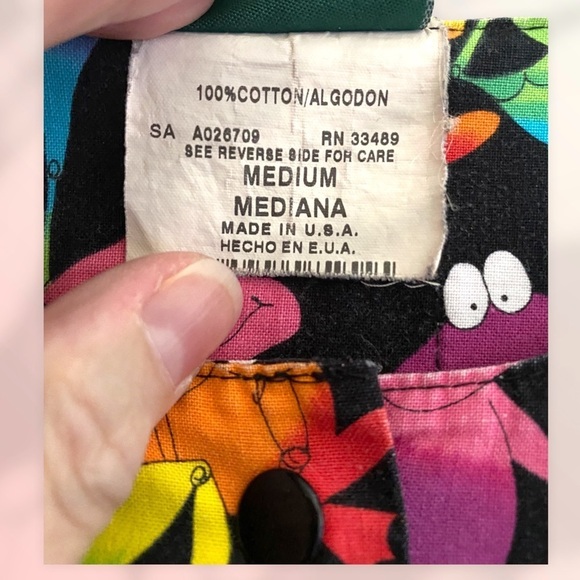 100%COTTON/ALGODON
SA A026709 RN 33489
SEE REVERSE SIDE FOR CARE
MEDIUM
MEDIANA
MADE IN U.S.A.
HECHO EN E.U.A.